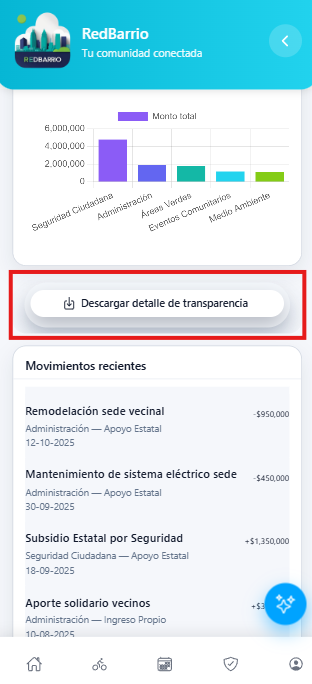 RedBarrio
Tu comunidad conectada
REDBARRIO
Monto total
6,000,000
4,000,000
2,000,000
0
Seguridad Ciudadana
Administración
Áreas Verdes
Eventos Comunitarios
Medio Ambiente
Descargar detalle de transparencia
Movimientos recientes
Remodelación sede vecinal
-$950,000
Administración — Apoyo Estatal
12-10-2025
Mantenimiento de sistema eléctrico sede
-$450,000
Administración — Apoyo Estatal
30-09-2025
Subsidio Estatal por Seguridad
+$1,350,000
Seguridad Ciudadana — Apoyo Estatal
18-09-2025
Aporte solidario vecinos
Administración — Ingreso Propio
10-08-2025